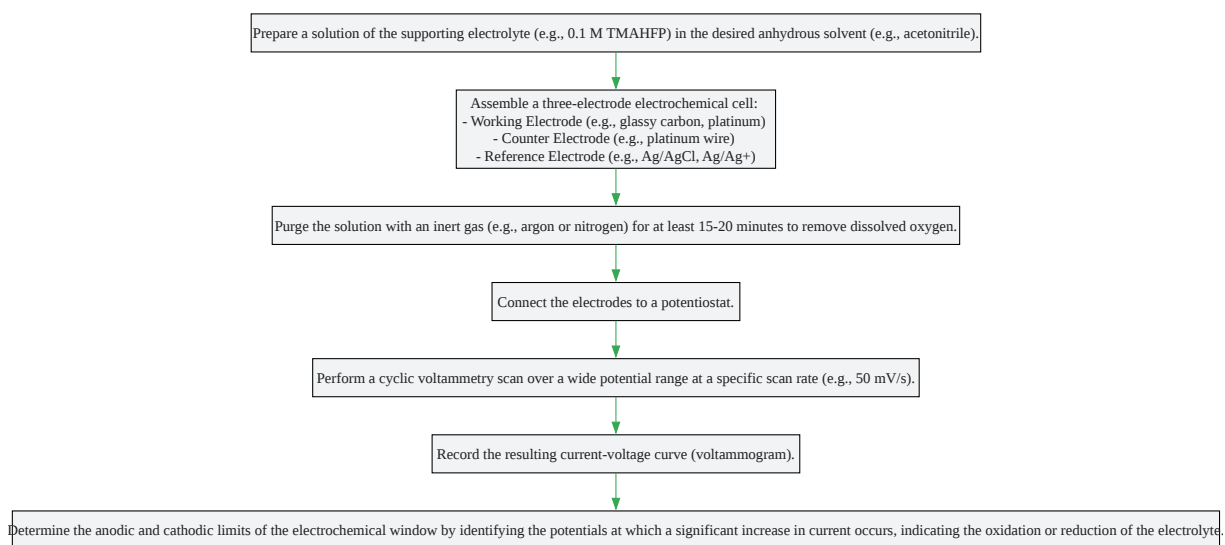 Prepare a solution of the supporting electrolyte (e.g., 0.1 M TMAHFP) in the desired anhydrous solvent (e.g., acetonitrile).
Assemble a three-electrode electrochemical cell:
- Working Electrode (e.g., glassy carbon, platinum)
- Counter Electrode (e.g., platinum wire)
- Reference Electrode (e.g., Ag/AgCl, Ag/Ag+)
Purge the solution with an inert gas (e.g., argon or nitrogen) for at least 15-20 minutes to remove dissolved oxygen.
Connect the electrodes to a potentiostat.
Perform a cyclic voltammetry scan over a wide potential range at a specific scan rate (e.g., 50 mV/s).
Record the resulting current-voltage curve (voltammogram).
Determine the anodic and cathodic limits of the electrochemical window by identifying the potentials at which a significant increase in current occurs, indicating the oxidation or reduction of the electrolyte.